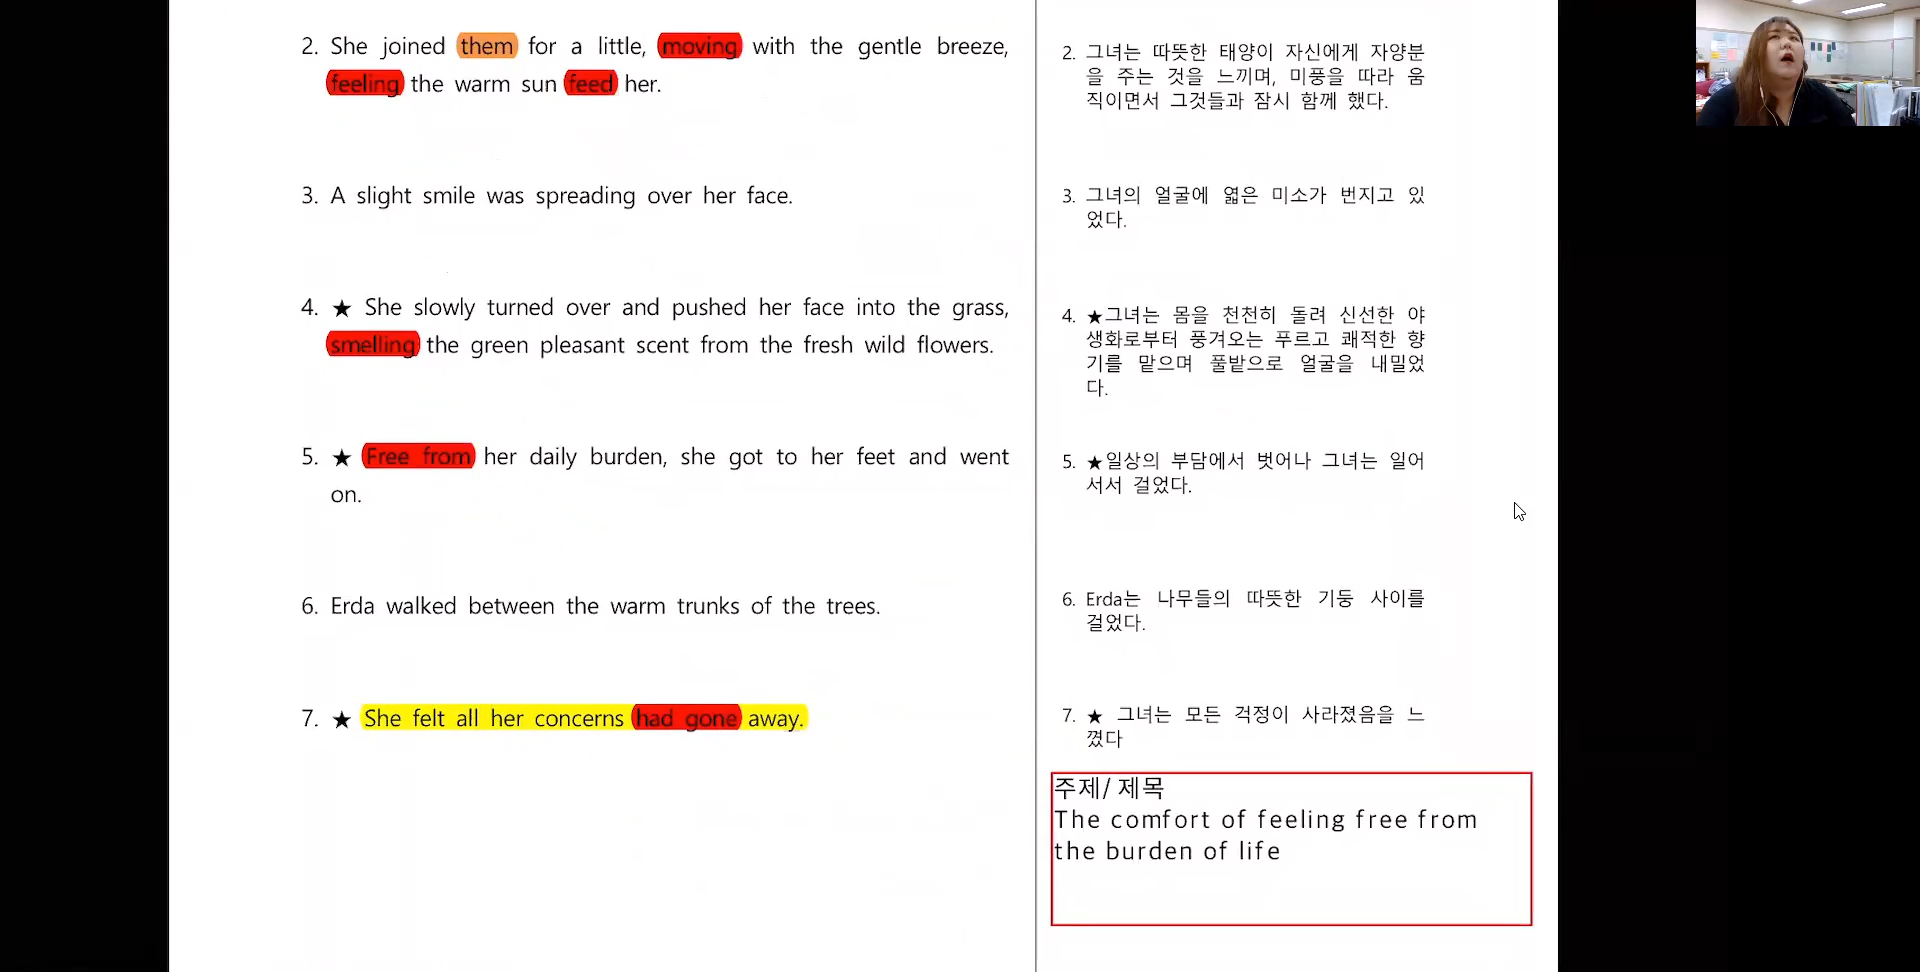 2. She joined them for a little, moving with the gentle breeze,
feeling the warm sun feed her.
3. A slight smile was spreading over her face.
4. ★ She slowly turned over and pushed her face into the grass,
smelling the green pleasant scent from the fresh wild flowers.
5. ★ Free from her daily burden, she got to her feet and went
on.
6. Erda walked between the warm trunks of the trees.
7. ★ She felt all her concerns had gone away.
2. 그녀는 따뜻한 태양이 자신에게 자양분
을 주는 것을 느끼며, 미풍을 따라 움
직이면서 그것들과 잠시 함께 했다.
3. 그녀의 얼굴에 엷은 미소가 번지고 있
었다.
4. ★그녀는 몸을 천천히 돌려 신선한 야
생화로부터 풍겨오는 푸르고 쾌적한 향
기를 맡으며 풀밭으로 얼굴을 내밀었
다.
5. ★일상의 부담에서 벗어나 그녀는 일어
서서 걸었다.
6. Erda는 나무들의 따뜻한 기둥 사이를
걸었다.
7. ★ 그녀는 모든 걱정이 사라졌음을 느
꼈다
주제/ 제목
The comfort of feeling free from
the burden of life